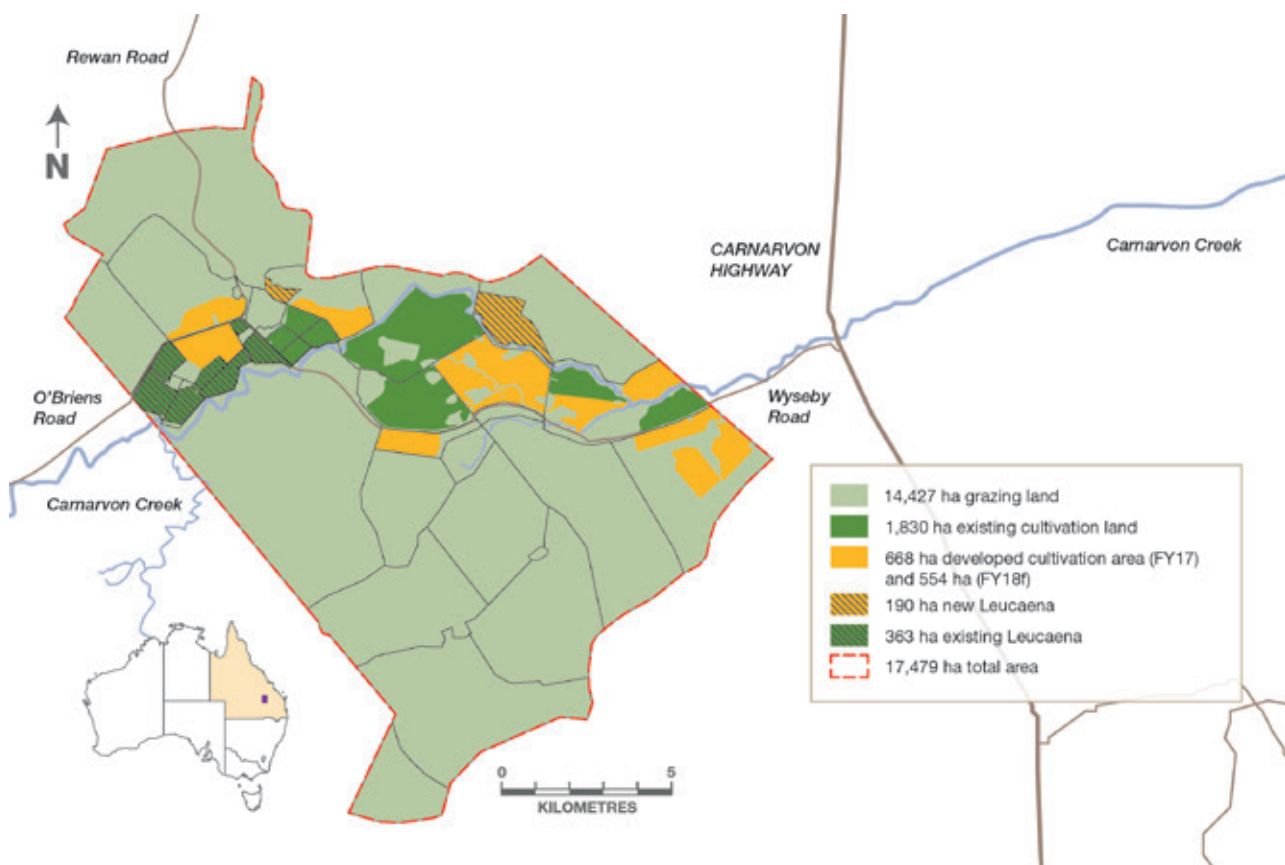 Rewan Road
N
CARNARVON
HIGHWAY
Carnarvon Creek
O'Briens
Road
Wyseby
Road
Carnarvon Creek
14,427 ha grazing land
1,830 ha existing cultivation land
668 ha developed cultivation area (FY17)
and 554 ha (FY18f)
190 ha new Leucaena
363 ha existing Leucaena
17,479 ha total area
0 5
KILOMETRES